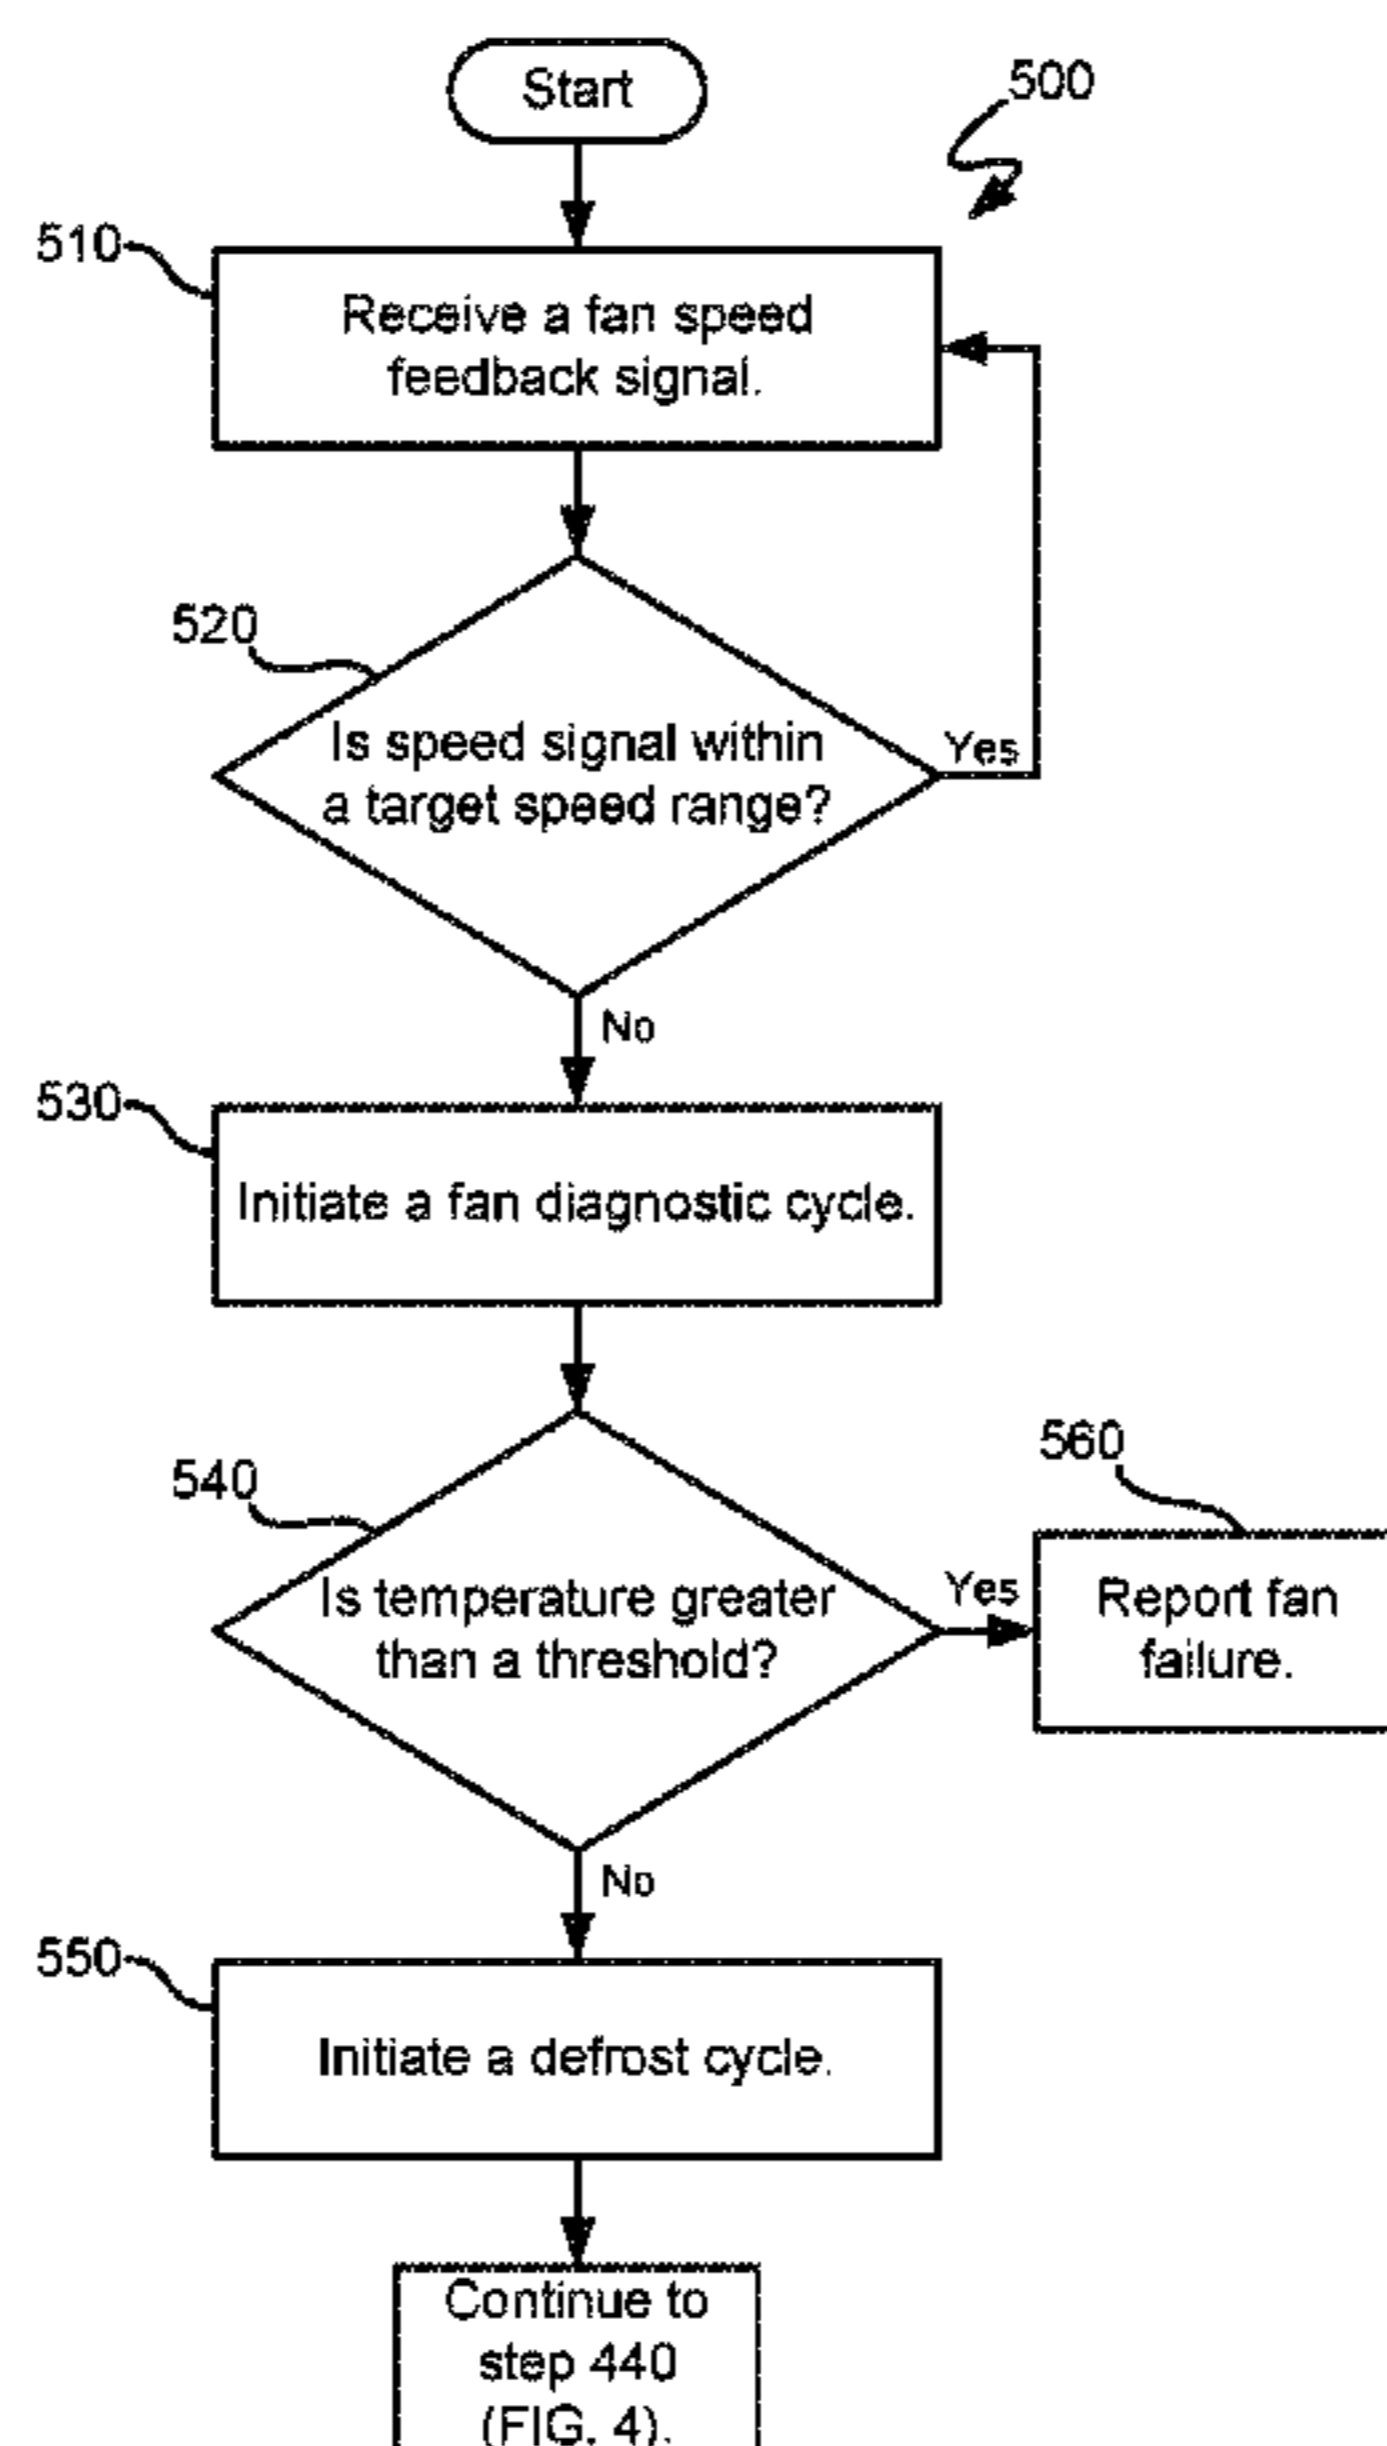 Start
500
510
Receive a fan speed
feedback signal.
520
Is speed signal within
a target speed range?
Yes
No
530
Initiate a fan diagnostic cycle.
540
560
Is temperature greater
than a threshold?
Yes
Report fan
failure.
No
550
Initiate a defrost cycle.
Continue to
step 440
(FIG. 4).